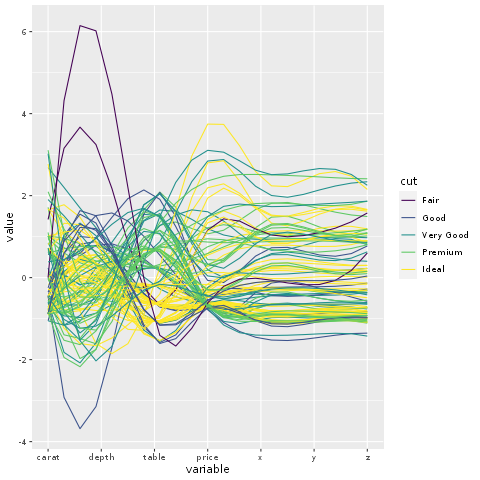 6
4
2
0
-2
-4
value
carat depth table price x y z
variable
cut
Fair
Good
Very Good
Premium
Ideal